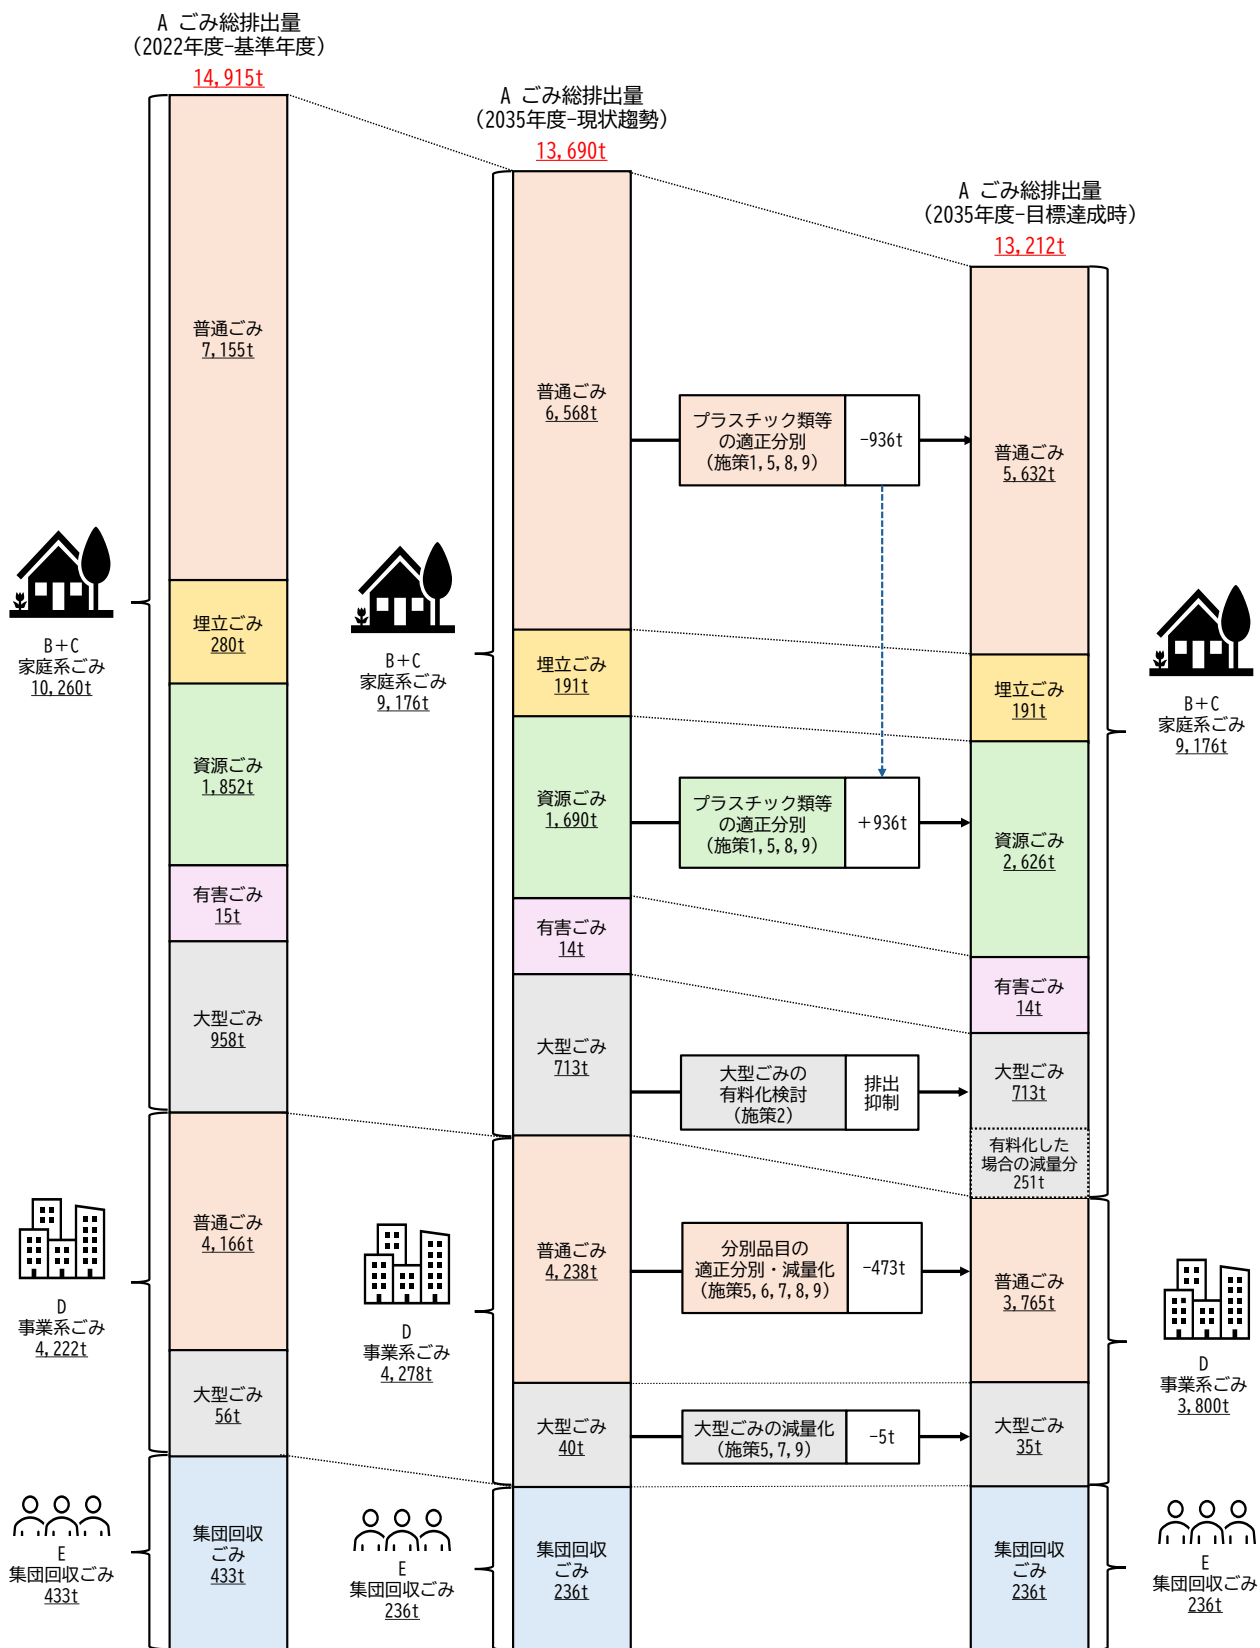 A ごみ総排出量
（2022年度-基準年度）
14,915t
普通ごみ
7,155t
埋立ごみ
280t
資源ごみ
1,852t
有害ごみ
15t
大型ごみ
958t
普通ごみ
4,166t
大型ごみ
56t
集団回収
ごみ
433t
B＋C
家庭系ごみ
10,260t
D
事業系ごみ
4,222t
E
集団回収ごみ
433t
A ごみ総排出量
（2035年度-現状趨勢）
13,690t
普通ごみ
6,568t
埋立ごみ
191t
資源ごみ
1,690t
有害ごみ
14t
大型ごみ
713t
普通ごみ
4,238t
大型ごみ
40t
集団回収
ごみ
236t
B＋C
家庭系ごみ
9,176t
D
事業系ごみ
4,278t
E
集団回収ごみ
236t
プラスチック類等
の適正分別
（施策1,5,8,9）
-936t
プラスチック類等
の適正分別
（施策1,5,8,9）
＋936t
大型ごみの
有料化検討
（施策2）
排出
抑制
分別品目の
適正分別・減量化
（施策5,6,7,8,9）
-473t
大型ごみの減量化
（施策5,7,9）
-5t
A ごみ総排出量
（2035年度-目標達成時）
13,212t
普通ごみ
5,632t
埋立ごみ
191t
資源ごみ
2,626t
有害ごみ
14t
大型ごみ
713t
有料化した
場合の減量分
251t
普通ごみ
3,765t
大型ごみ
35t
集団回収
ごみ
236t
B＋C
家庭系ごみ
9,176t
D
事業系ごみ
3,800t
E
集団回収ごみ
236t